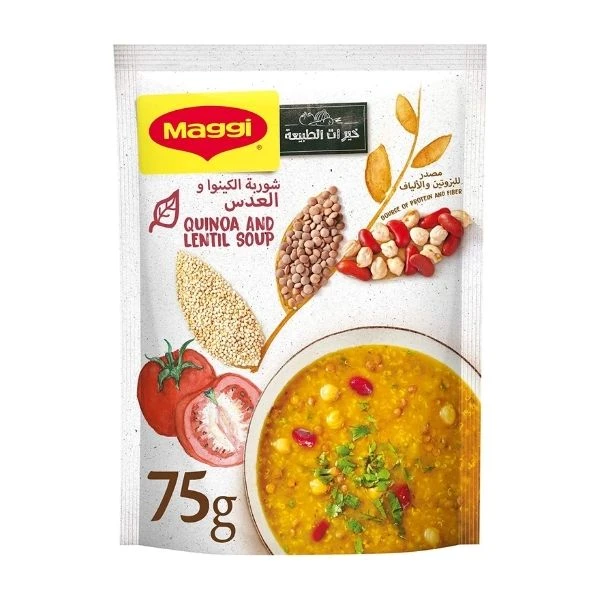 Maggi
®
خيرات الطبيعة
شوربة الكينوا و
العدس
QUINOA AND
LENTIL SOUP
مصدر
للبروتين والألياف
SOURCE OF PROTEIN AND FIBER
75g